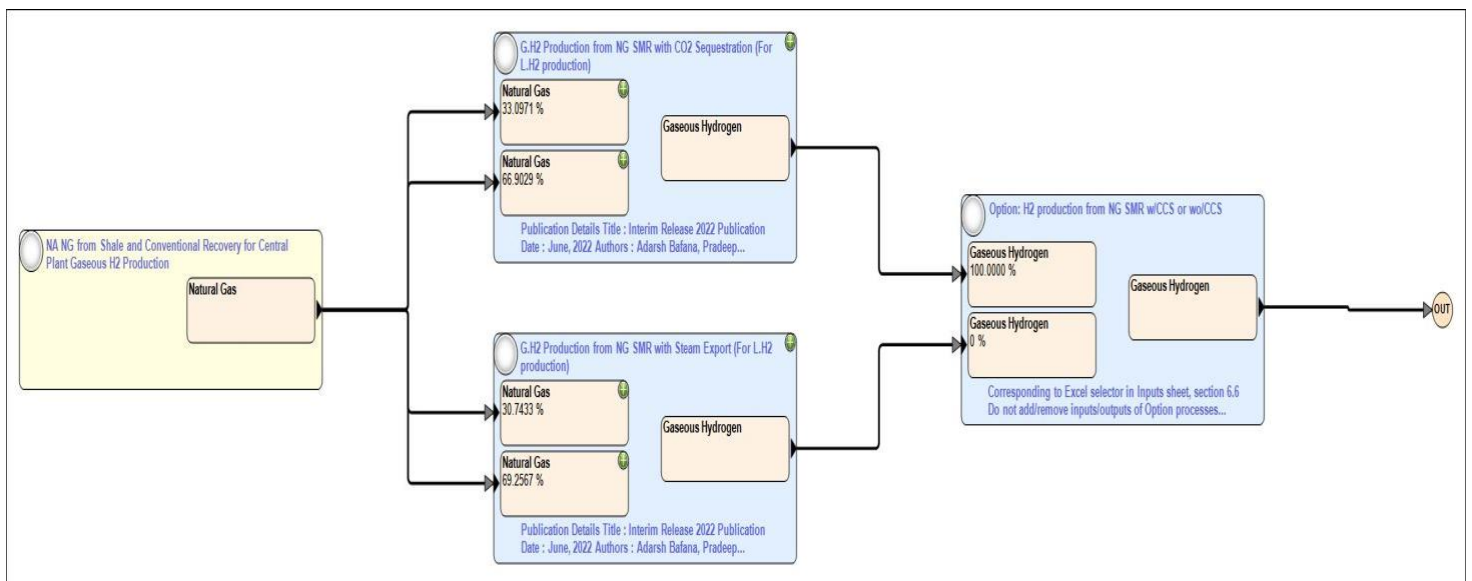 NA NG from Shale and Conventional Recovery for Central
Plant Gaseous H2 Production
Natural Gas
G.H2 Production from NG SMR with CO2 Sequestration (For
L.H2 production)
Natural Gas
33.0971 %
Natural Gas
66.9029 %
Gaseous Hydrogen
Publication Details Title : Interim Release 2022 Publication
Date : June, 2022 Authors : Adarsh Bafana, Pradeep...
G.H2 Production from NG SMR with Steam Export (For L.H2
production)
Natural Gas
30.7433 %
Natural Gas
69.2567 %
Gaseous Hydrogen
Publication Details Title : Interim Release 2022 Publication
Date : June, 2022 Authors : Adarsh Bafana, Pradeep...
Option: H2 production from NG SMR w/CCS or wo/CCS
Gaseous Hydrogen
100.0000 %
Gaseous Hydrogen
0 %
Gaseous Hydrogen
Corresponding to Excel selector in Inputs sheet, section 6.6
Do not add/remove inputs/outputs of Option processes...
OUT